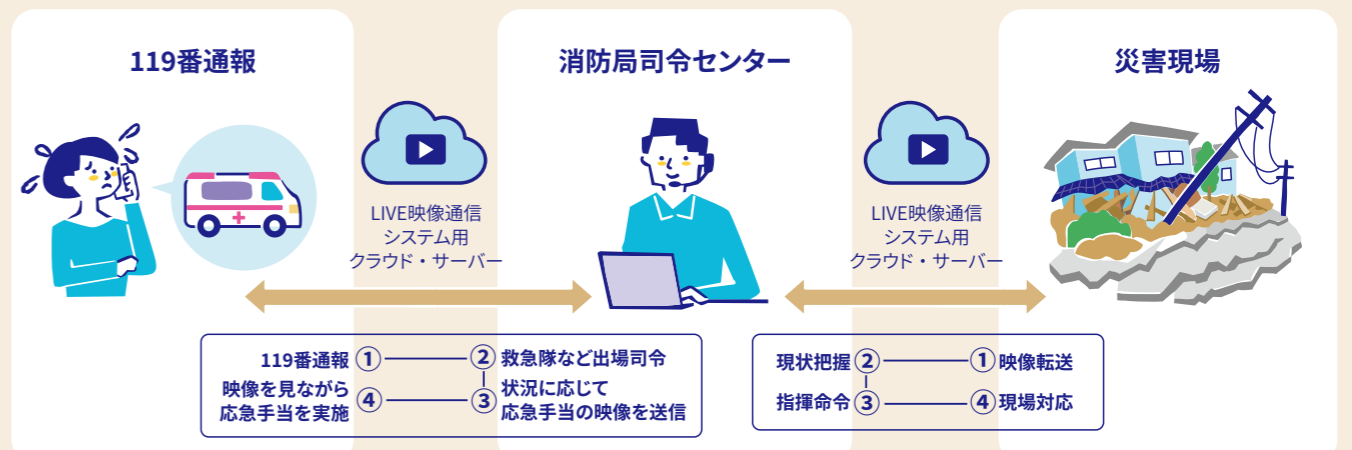 119番通報
消防局司令センター
災害現場
LIVE映像通信
システム用
クラウド・サーバー
LIVE映像通信
システム用
クラウド・サーバー
119番通報 ①
② 救急隊など出場司令
③ 状況に応じて
応急手当の映像を送信
映像を見ながら ④
応急手当を実施
① 映像転送
現状把握 ②
指揮命令 ③
④ 現場対応